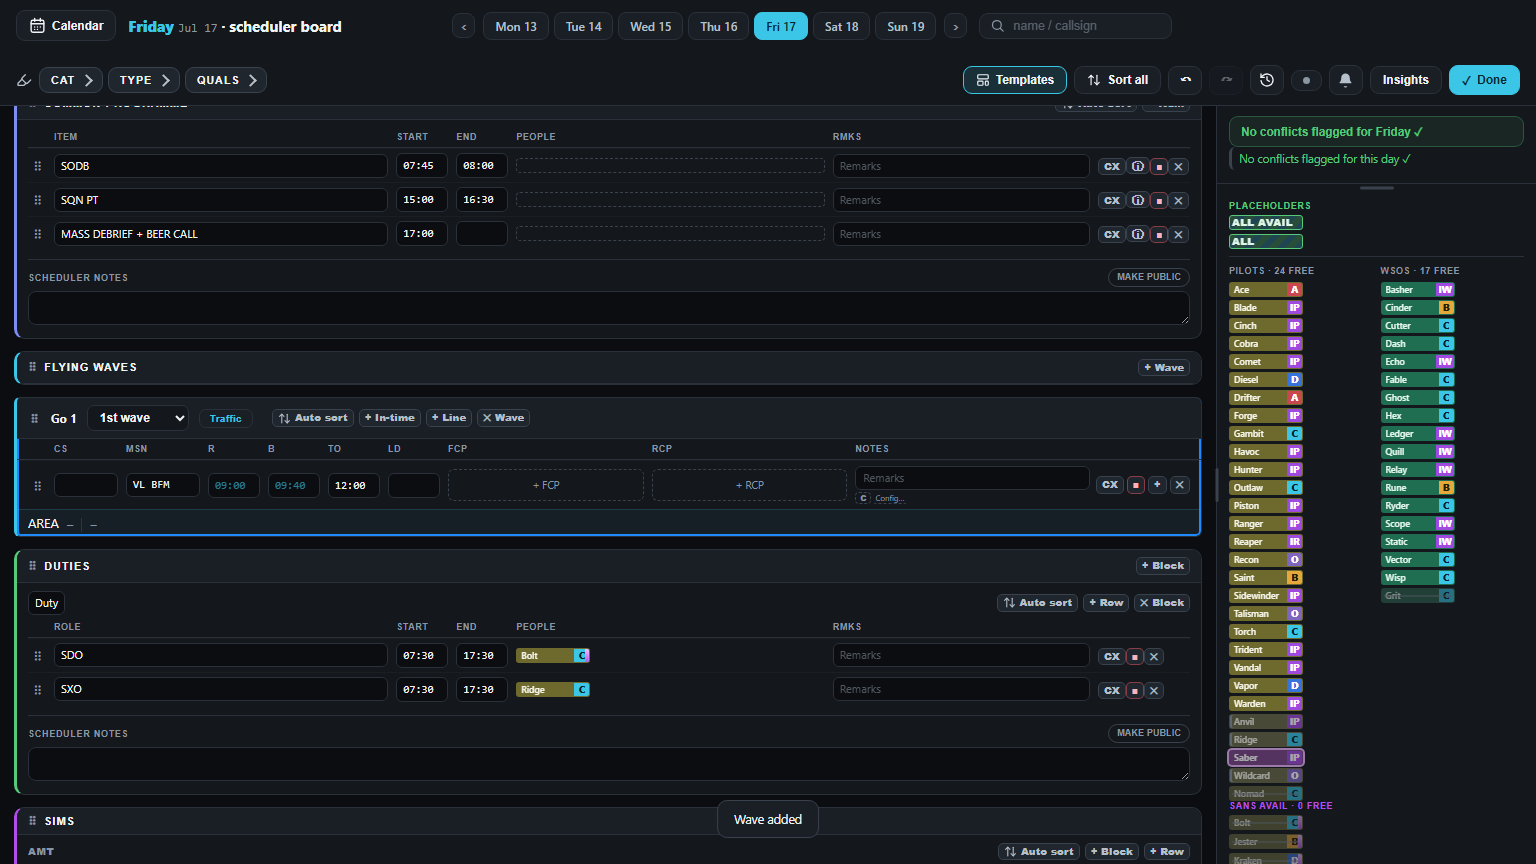 Calendar
Friday Jul 17 · scheduler board
‹ Mon 13 Tue 14 Wed 15 Thu 16 Fri 17 Sat 18 Sun 19 ›
name / callsign
CAT TYPE QUALS
Templates Sort all Insights ✓ Done
ITEM START END PEOPLE RMKS
SODB 07:45 08:00 Remarks CX
SQN PT 15:00 16:30 Remarks CX
MASS DEBRIEF + BEER CALL 17:00 Remarks CX
SCHEDULER NOTES MAKE PUBLIC
FLYING WAVES + Wave
Go 1 1st wave Traffic Auto sort + In-time + Line × Wave
CS MSN R B TO LD FCP RCP NOTES
VL BFM 09:00 09:40 12:00 + FCP + RCP Remarks CX
C Config...
AREA – –
DUTIES + Block
Duty Auto sort + Row × Block
ROLE START END PEOPLE RMKS
SDO 07:30 17:30 Bolt C Remarks CX
SXO 07:30 17:30 Ridge C Remarks CX
SCHEDULER NOTES MAKE PUBLIC
SIMS
AMT Auto sort + Block + Row
Wave added
No conflicts flagged for Friday ✓
No conflicts flagged for this day ✓
PLACEHOLDERS
ALL AVAIL
ALL
PILOTS · 24 FREE
Ace A
Blade IP
Cinch IP
Cobra IP
Comet IP
Diesel D
Drifter A
Forge IP
Gambit C
Havoc IP
Hunter IP
Outlaw C
Piston IP
Ranger IP
Reaper IR
Recon O
Saint B
Sidewinder IP
Talisman O
Torch C
Trident IP
Vandal IP
Vapor D
Warden IP
Anvil IP
Ridge C
Saber IP
Wildcard O
Nomad C
SANS AVAIL · 0 FREE
Bolt C
Jester B
Kraken D
WSOS · 17 FREE
Basher IW
Cinder B
Cutter C
Dash C
Echo IW
Fable C
Ghost C
Hex C
Ledger IW
Quill IW
Relay IW
Rune B
Ryder C
Scope IW
Static IW
Vector C
Wisp C
Grit C